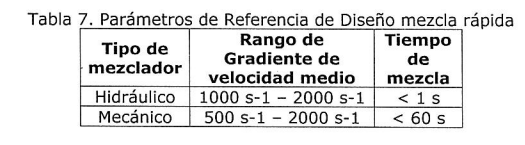 Tabla 7. Parámetros de Referencia de Diseño mezcla rápida
Tipo de mezclador | Rango de Gradiente de velocidad medio | Tiempo de mezcla
Hidráulico | 1000 s-1 – 2000 s-1 | < 1 s
Mecánico | 500 s-1 – 2000 s-1 | < 60 s